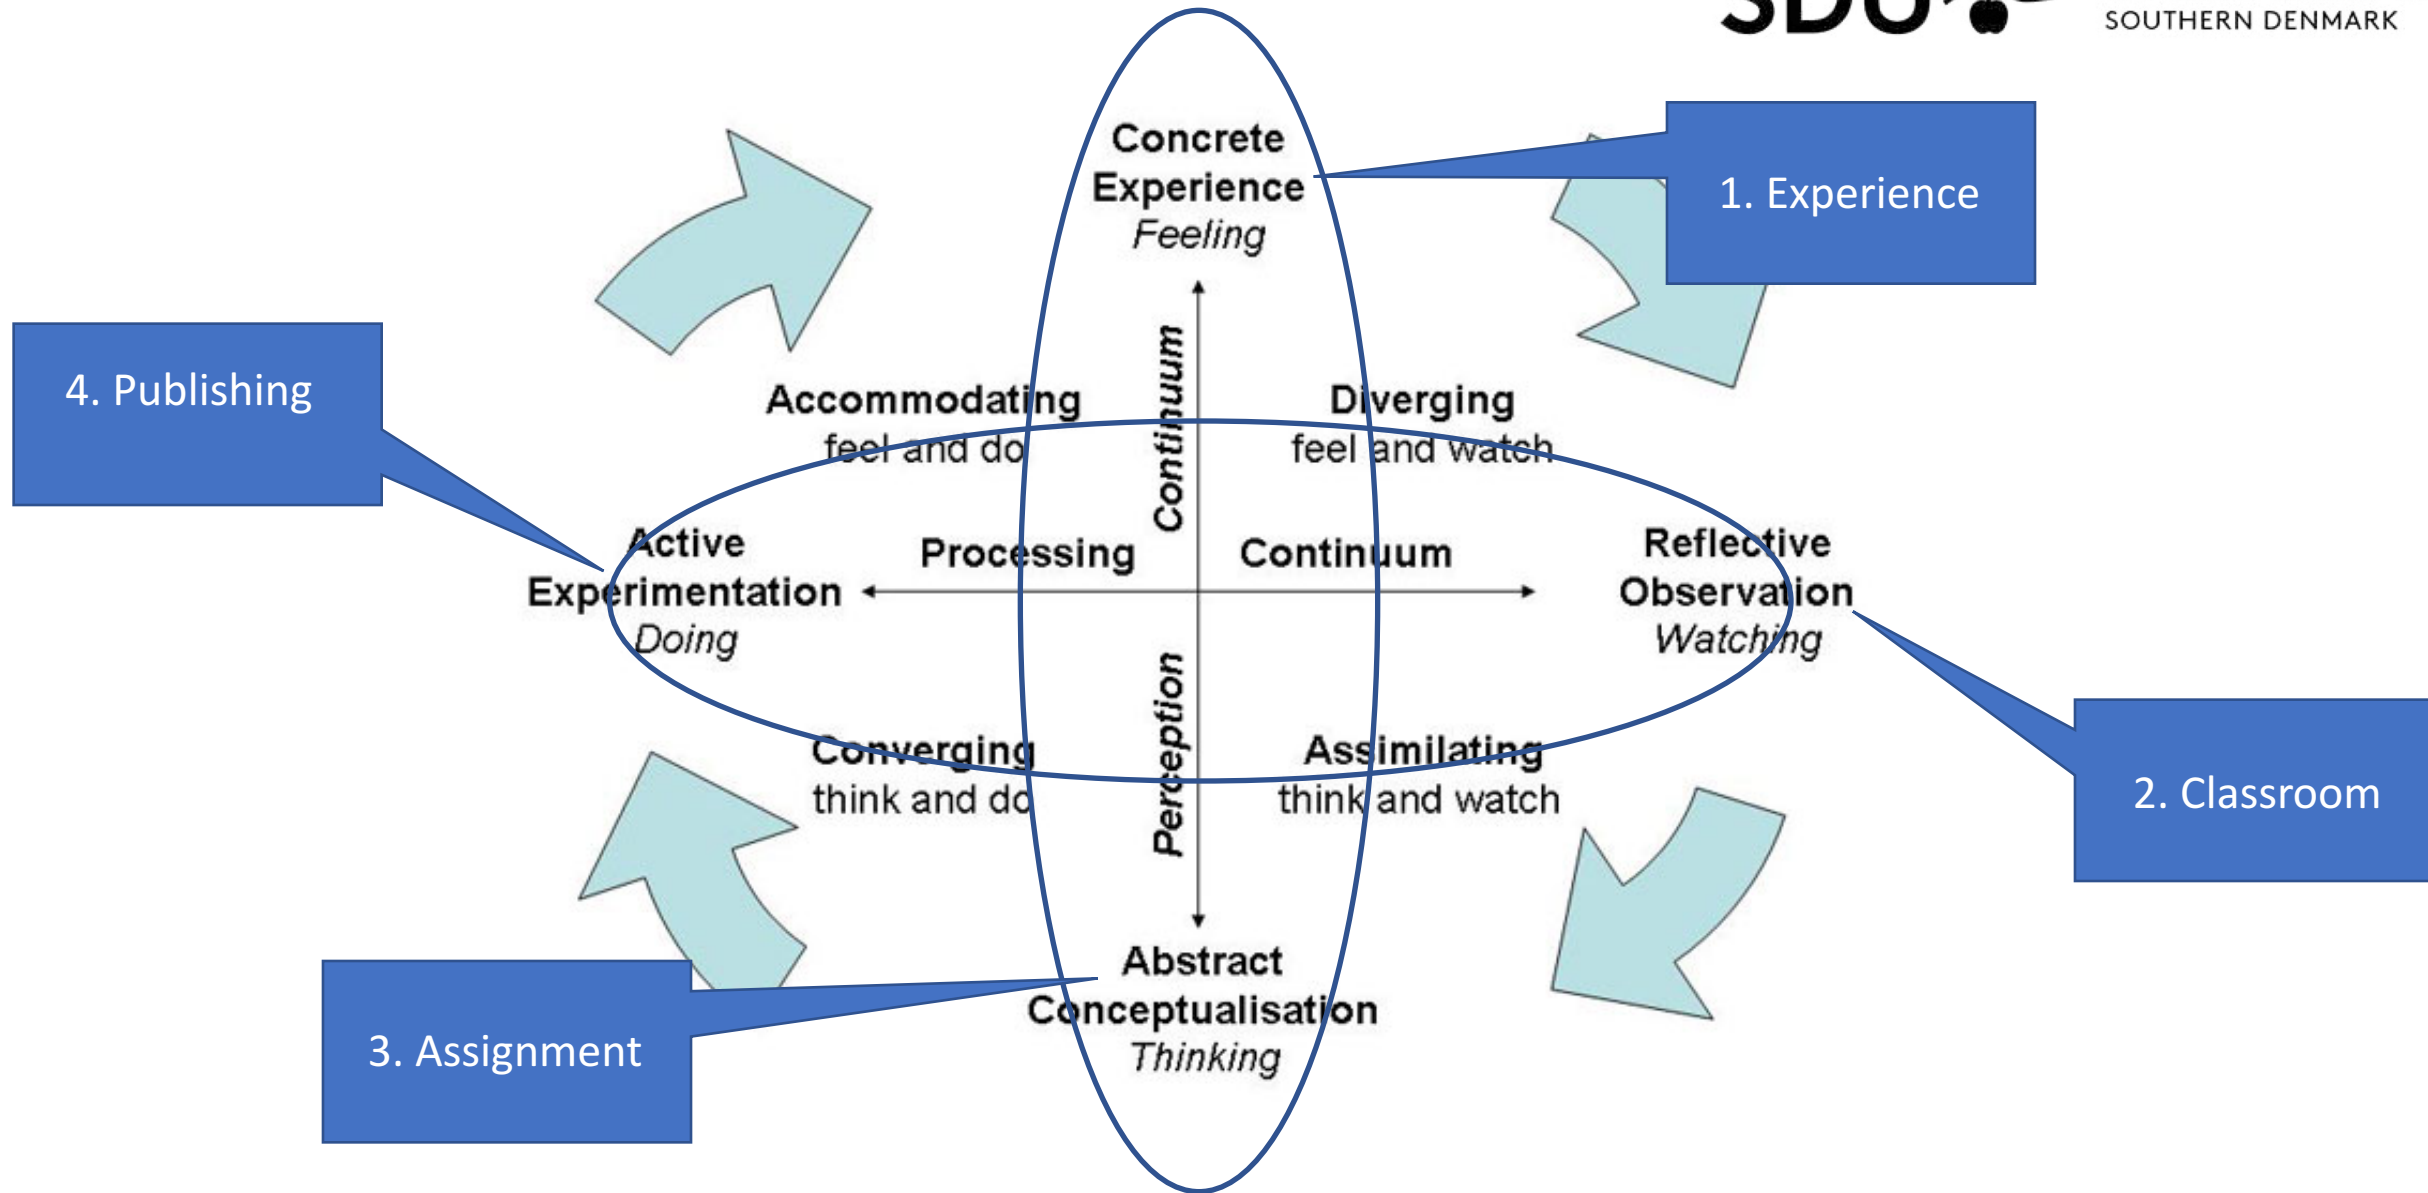 SDU
SOUTHERN DENMARK
Concrete
Experience
Feeling
1. Experience
4. Publishing
Accommodating
feel and do
Continuum
Diverging
feel and watch
Active
Experimentation
Doing
Processing
Continuum
Reflective
Observation
Watching
Converging
think and do
Perception
Assimilating
think and watch
2. Classroom
Abstract
Conceptualisation
Thinking
3. Assignment